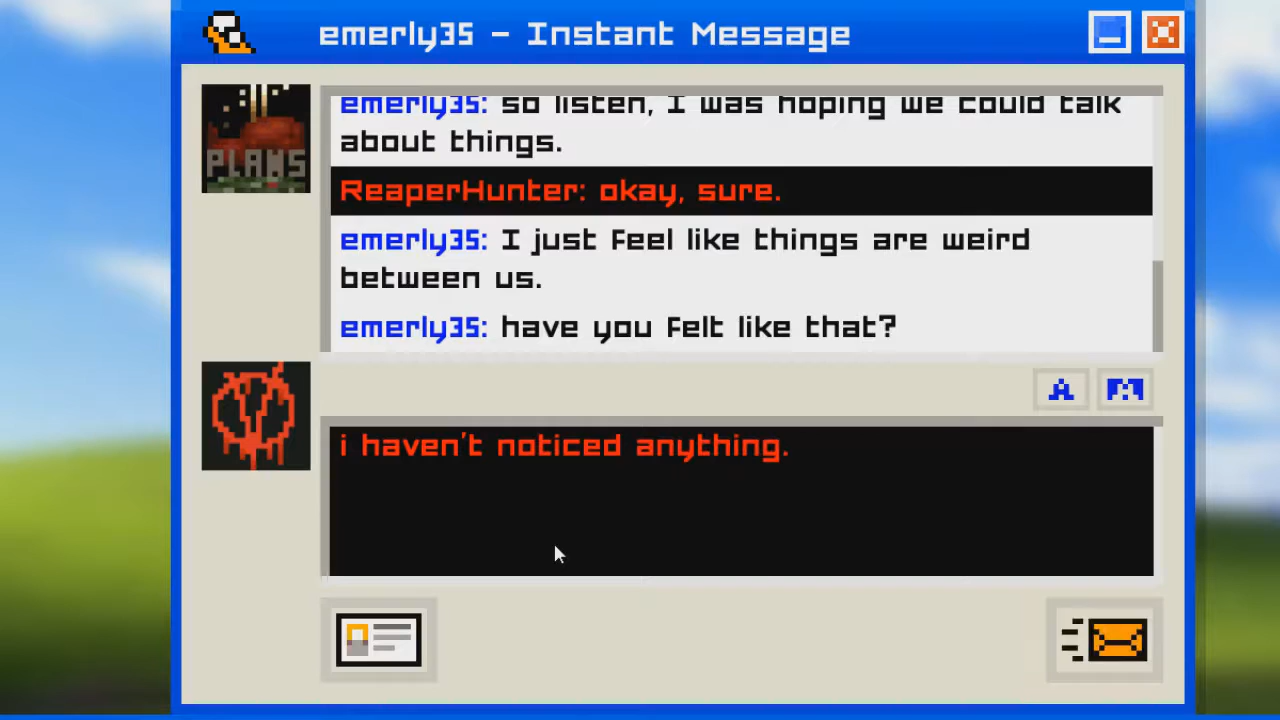 emerly35 - Instant Message
emerly35: so listen, I was hoping we could talk
about things.
PLANS
ReaperHunter: okay, sure.
emerly35: I just feel like things are weird
between us.
emerly35: have you felt like that?
A
i haven't noticed anything.